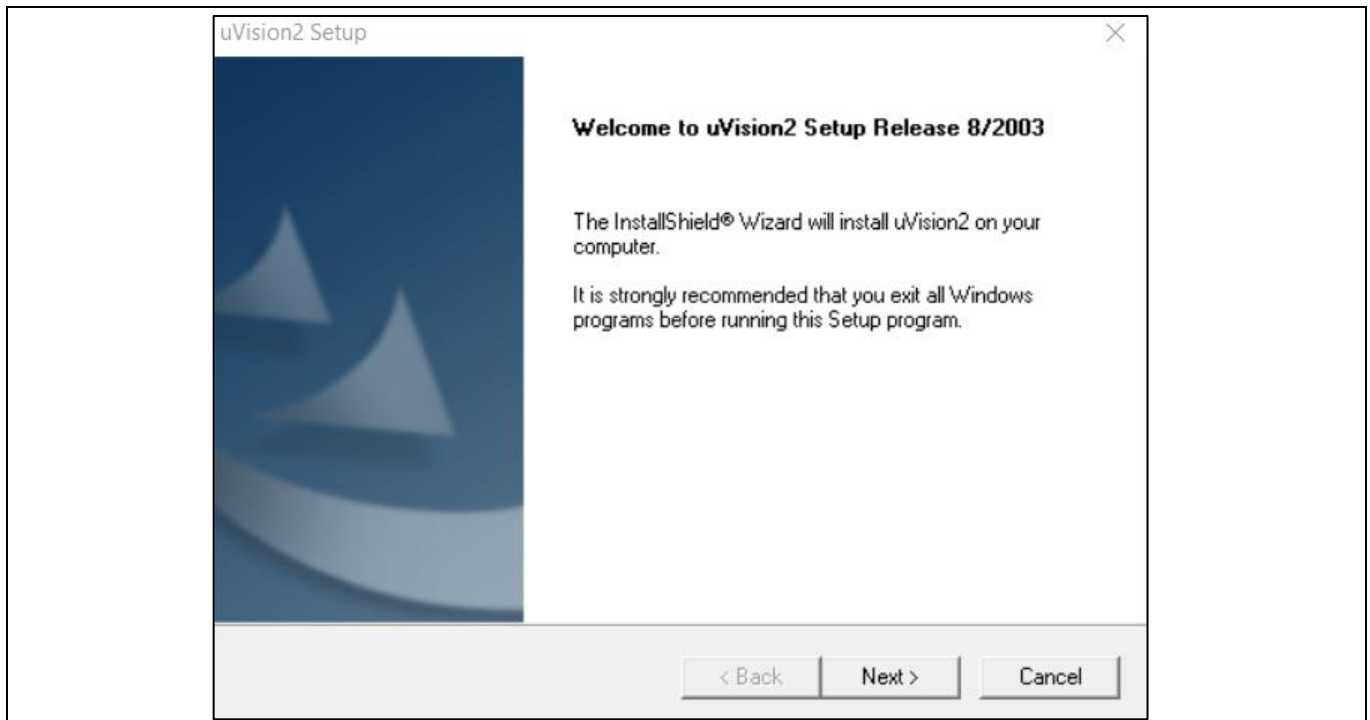 uVision2 Setup
Welcome to uVision2 Setup Release 8/2003
The InstallShield® Wizard will install uVision2 on your
computer.
It is strongly recommended that you exit all Windows
programs before running this Setup program.
< Back Next > Cancel